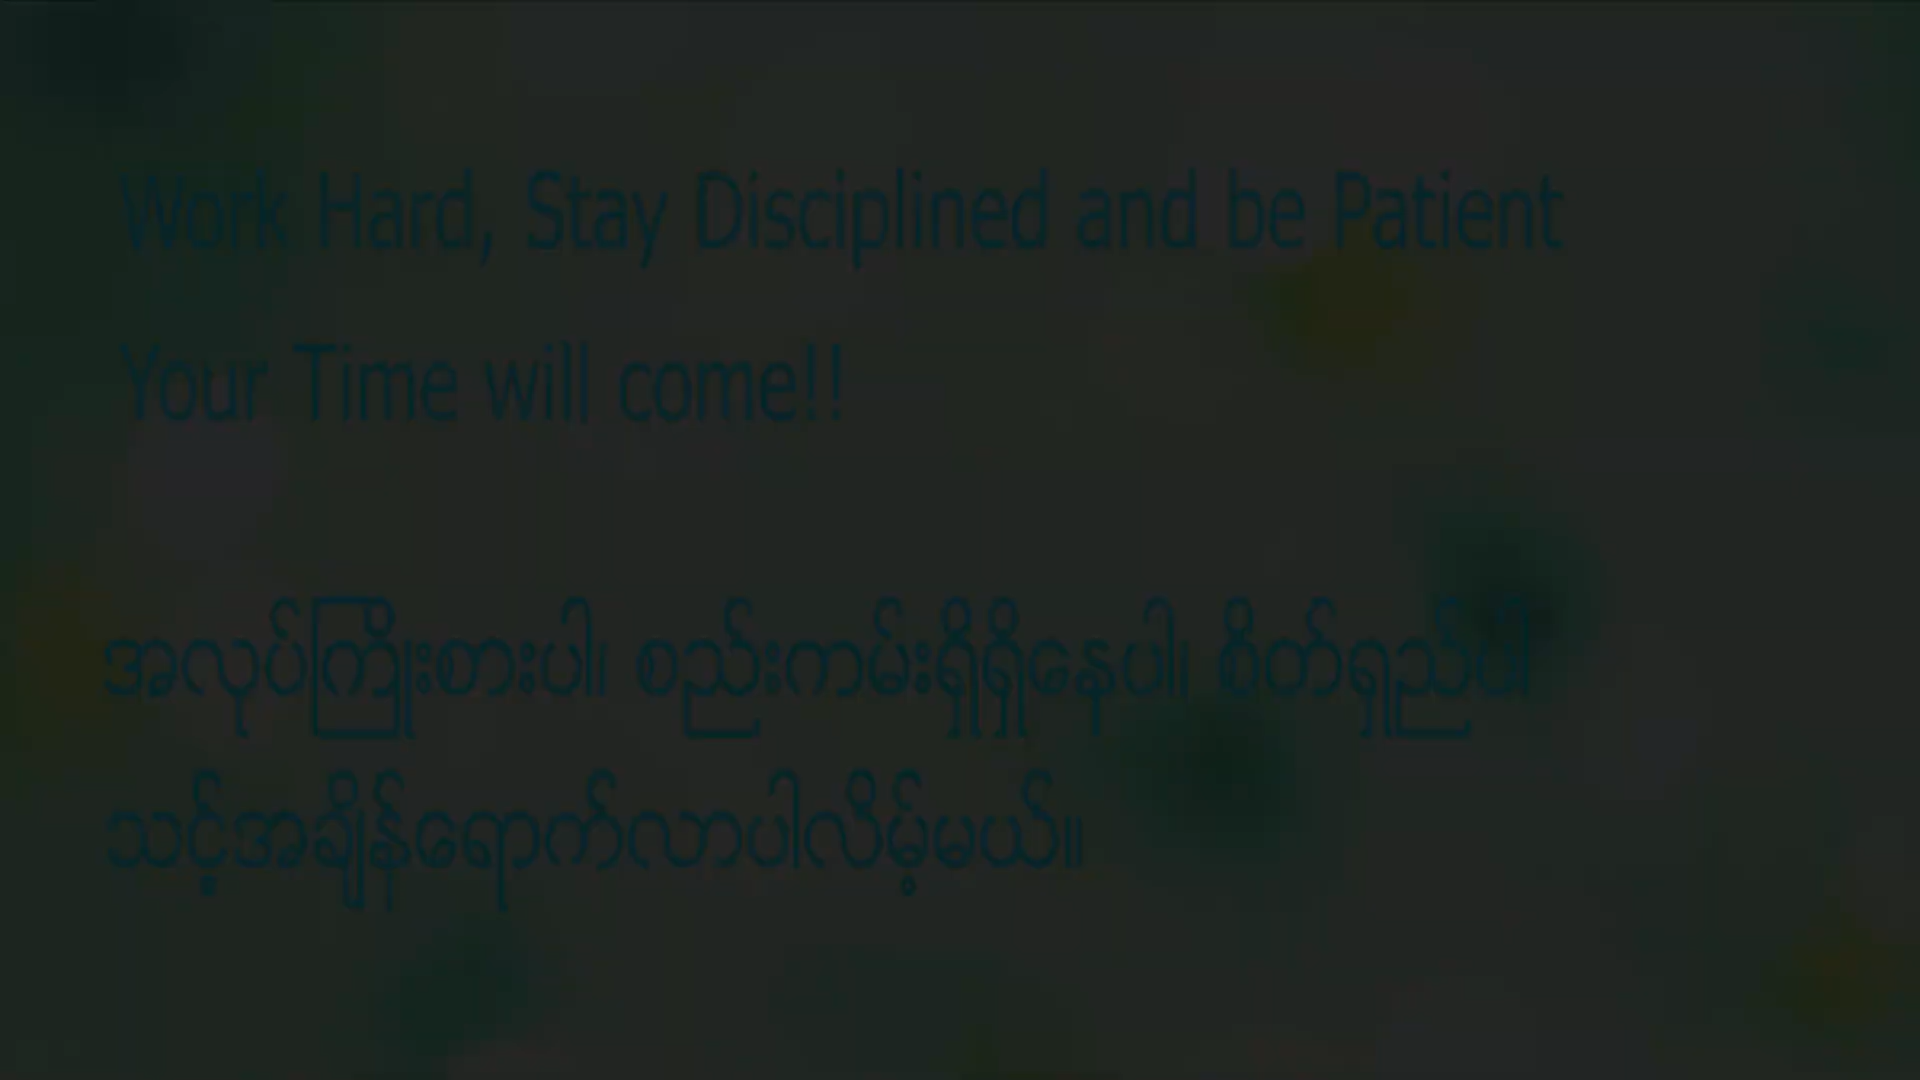 Work Hard, Stay Disciplined and be Patient
Your Time will come!!
အလုပ်ကြိုးစားပါ၊ စည်းကမ်းရှိရှိနေပါ၊ စိတ်ရှည်ပါ
သင့်အချိန်ရောက်လာပါလိမ့်မယ်။